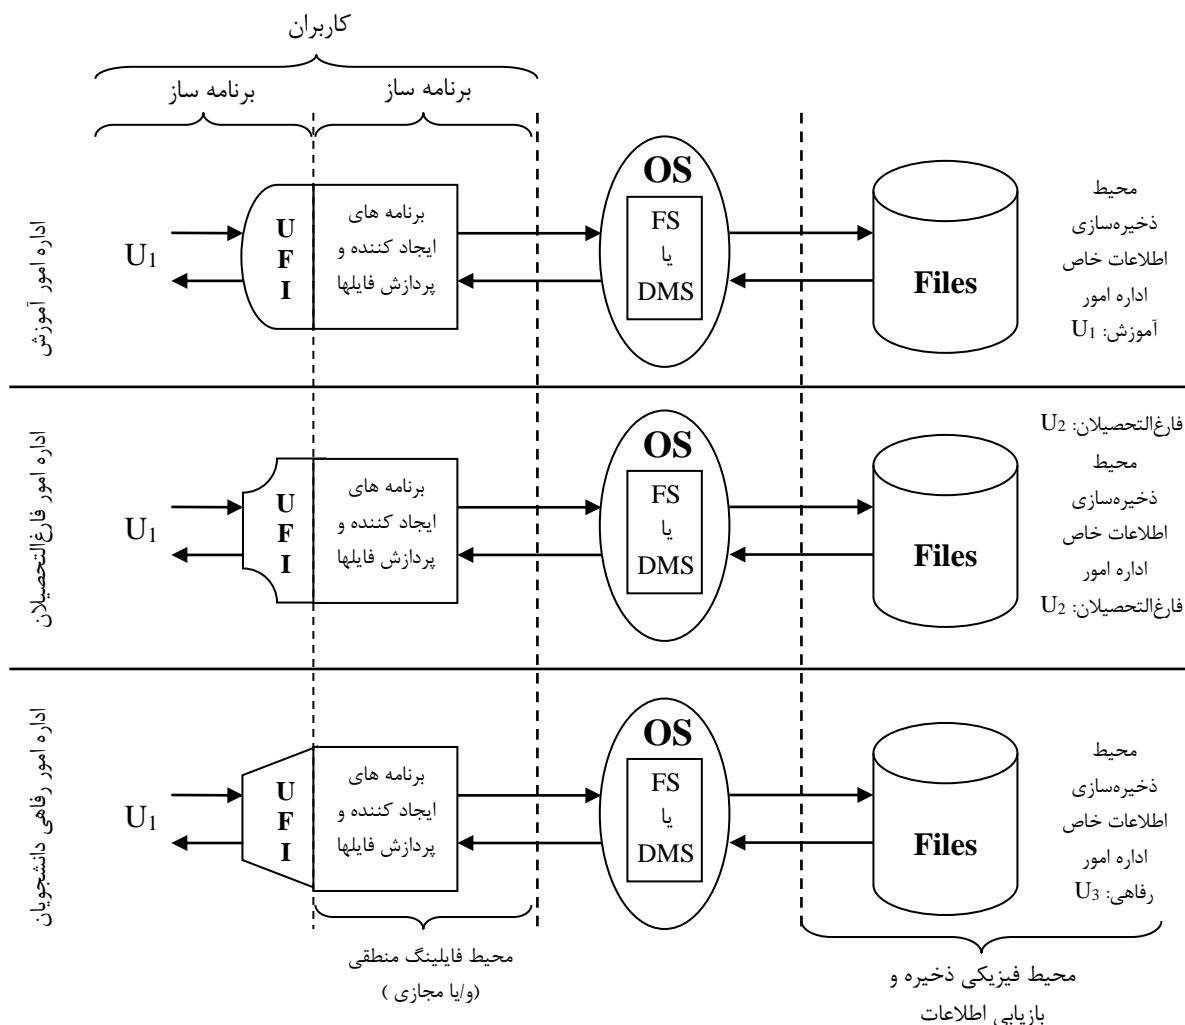 کاربران
برنامه ساز
برنامه ساز
اداره امور آموزش
U1
U
F
I
برنامه های
ایجاد کننده و
پردازش فایلها
OS
FS
یا
DMS
Files
محیط
ذخیره‌سازی
اطلاعات خاص
اداره امور
آموزش: U1
اداره امور فارغ‌التحصیلان
U1
U
F
I
برنامه های
ایجاد کننده و
پردازش فایلها
OS
FS
یا
DMS
Files
فارغ‌التحصیلان: U2
محیط
ذخیره‌سازی
اطلاعات خاص
اداره امور
فارغ‌التحصیلان: U2
اداره امور رفاهی دانشجویان
U1
U
F
I
برنامه های
ایجاد کننده و
پردازش فایلها
OS
FS
یا
DMS
Files
محیط
ذخیره‌سازی
اطلاعات خاص
اداره امور
رفاهی: U3
محیط فایلینگ منطقی
(و/یا مجازی )
محیط فیزیکی ذخیره و
بازیابی اطلاعات